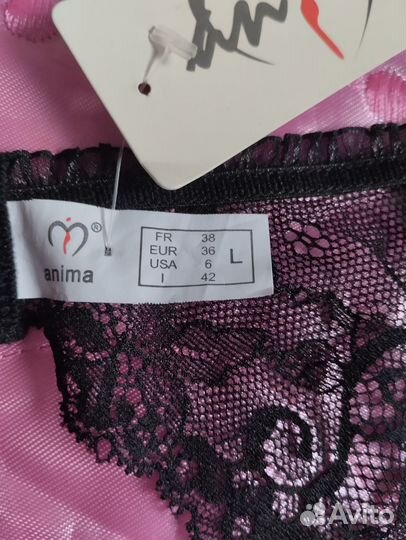 ®
anima
FR 38
EUR 36
USA 6
I 42
L
Avito